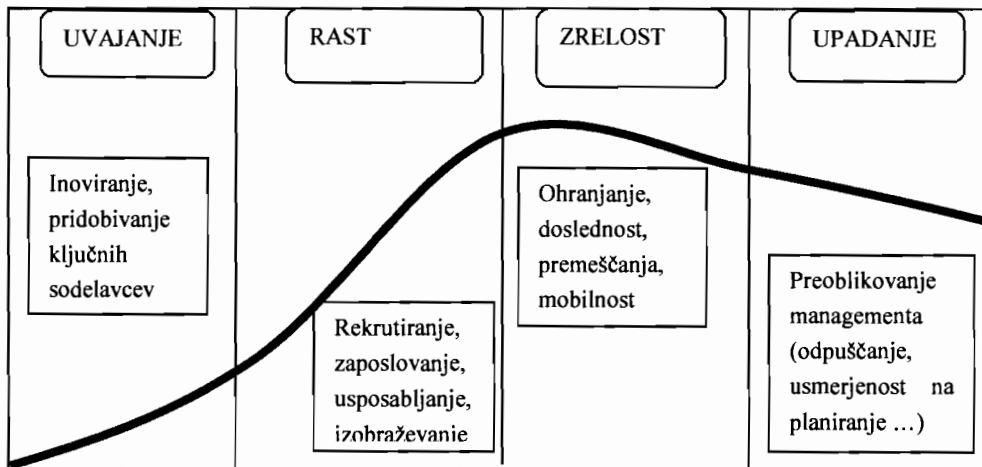 UVAJANJE
RAST
ZRELOST
UPADANJE
Inoviranje,
pridobivanje
ključnih
sodelavcev
Rekrutiranje,
zaposlovanje,
usposabljanje,
izobraževanje
Ohranjanje,
doslednost,
premeščanja,
mobilnost
Preoblikovanje
managementa
(odpuščanje,
usmerjenost na
planiranje ...)